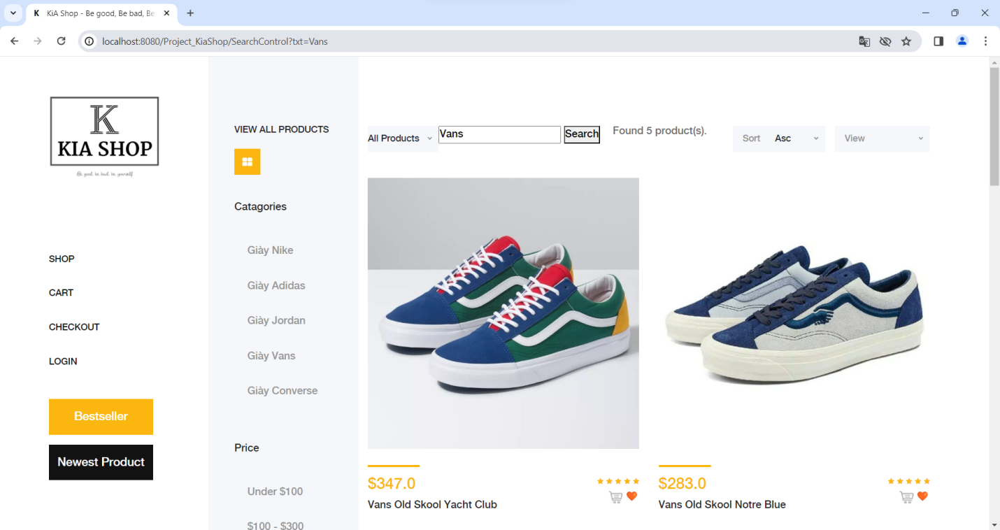 K KiA Shop - Be good, Be bad, Be
localhost:8080/Project_KiaShop/SearchControl?txt=Vans
K
KIA SHOP
Be good, be bad, be yourself
SHOP
CART
CHECKOUT
LOGIN
Bestseller
Newest Product
VIEW ALL PRODUCTS
Catagories
Giày Nike
Giày Adidas
Giày Jordan
Giày Vans
Giày Converse
Price
Under $100
$100 - $300
All Products Vans Search Found 5 product(s). Sort Asc View
$347.0
Vans Old Skool Yacht Club
$283.0
Vans Old Skool Notre Blue